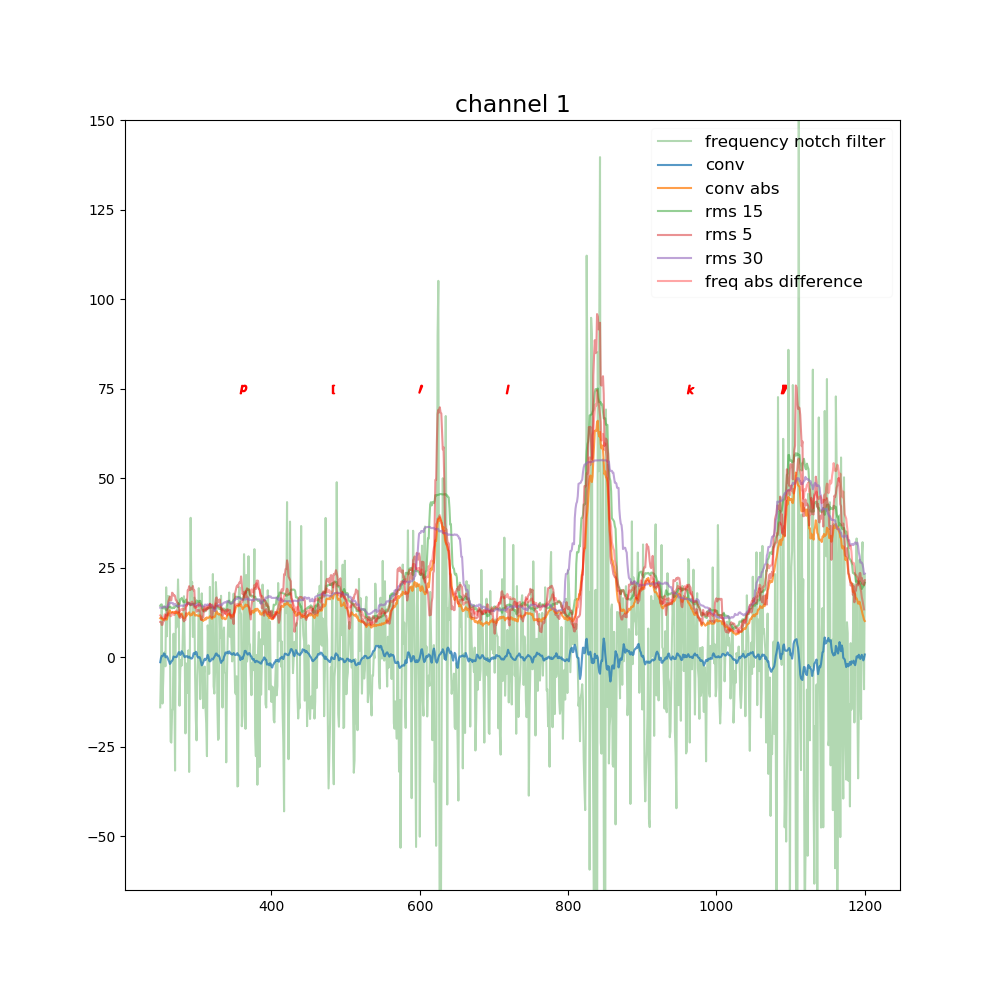 channel 1
150
125
100
75
50
25
0
−25
−50
frequency notch filter
conv
conv abs
rms 15
rms 5
rms 30
freq abs difference
p l k
400 600 800 1000 1200